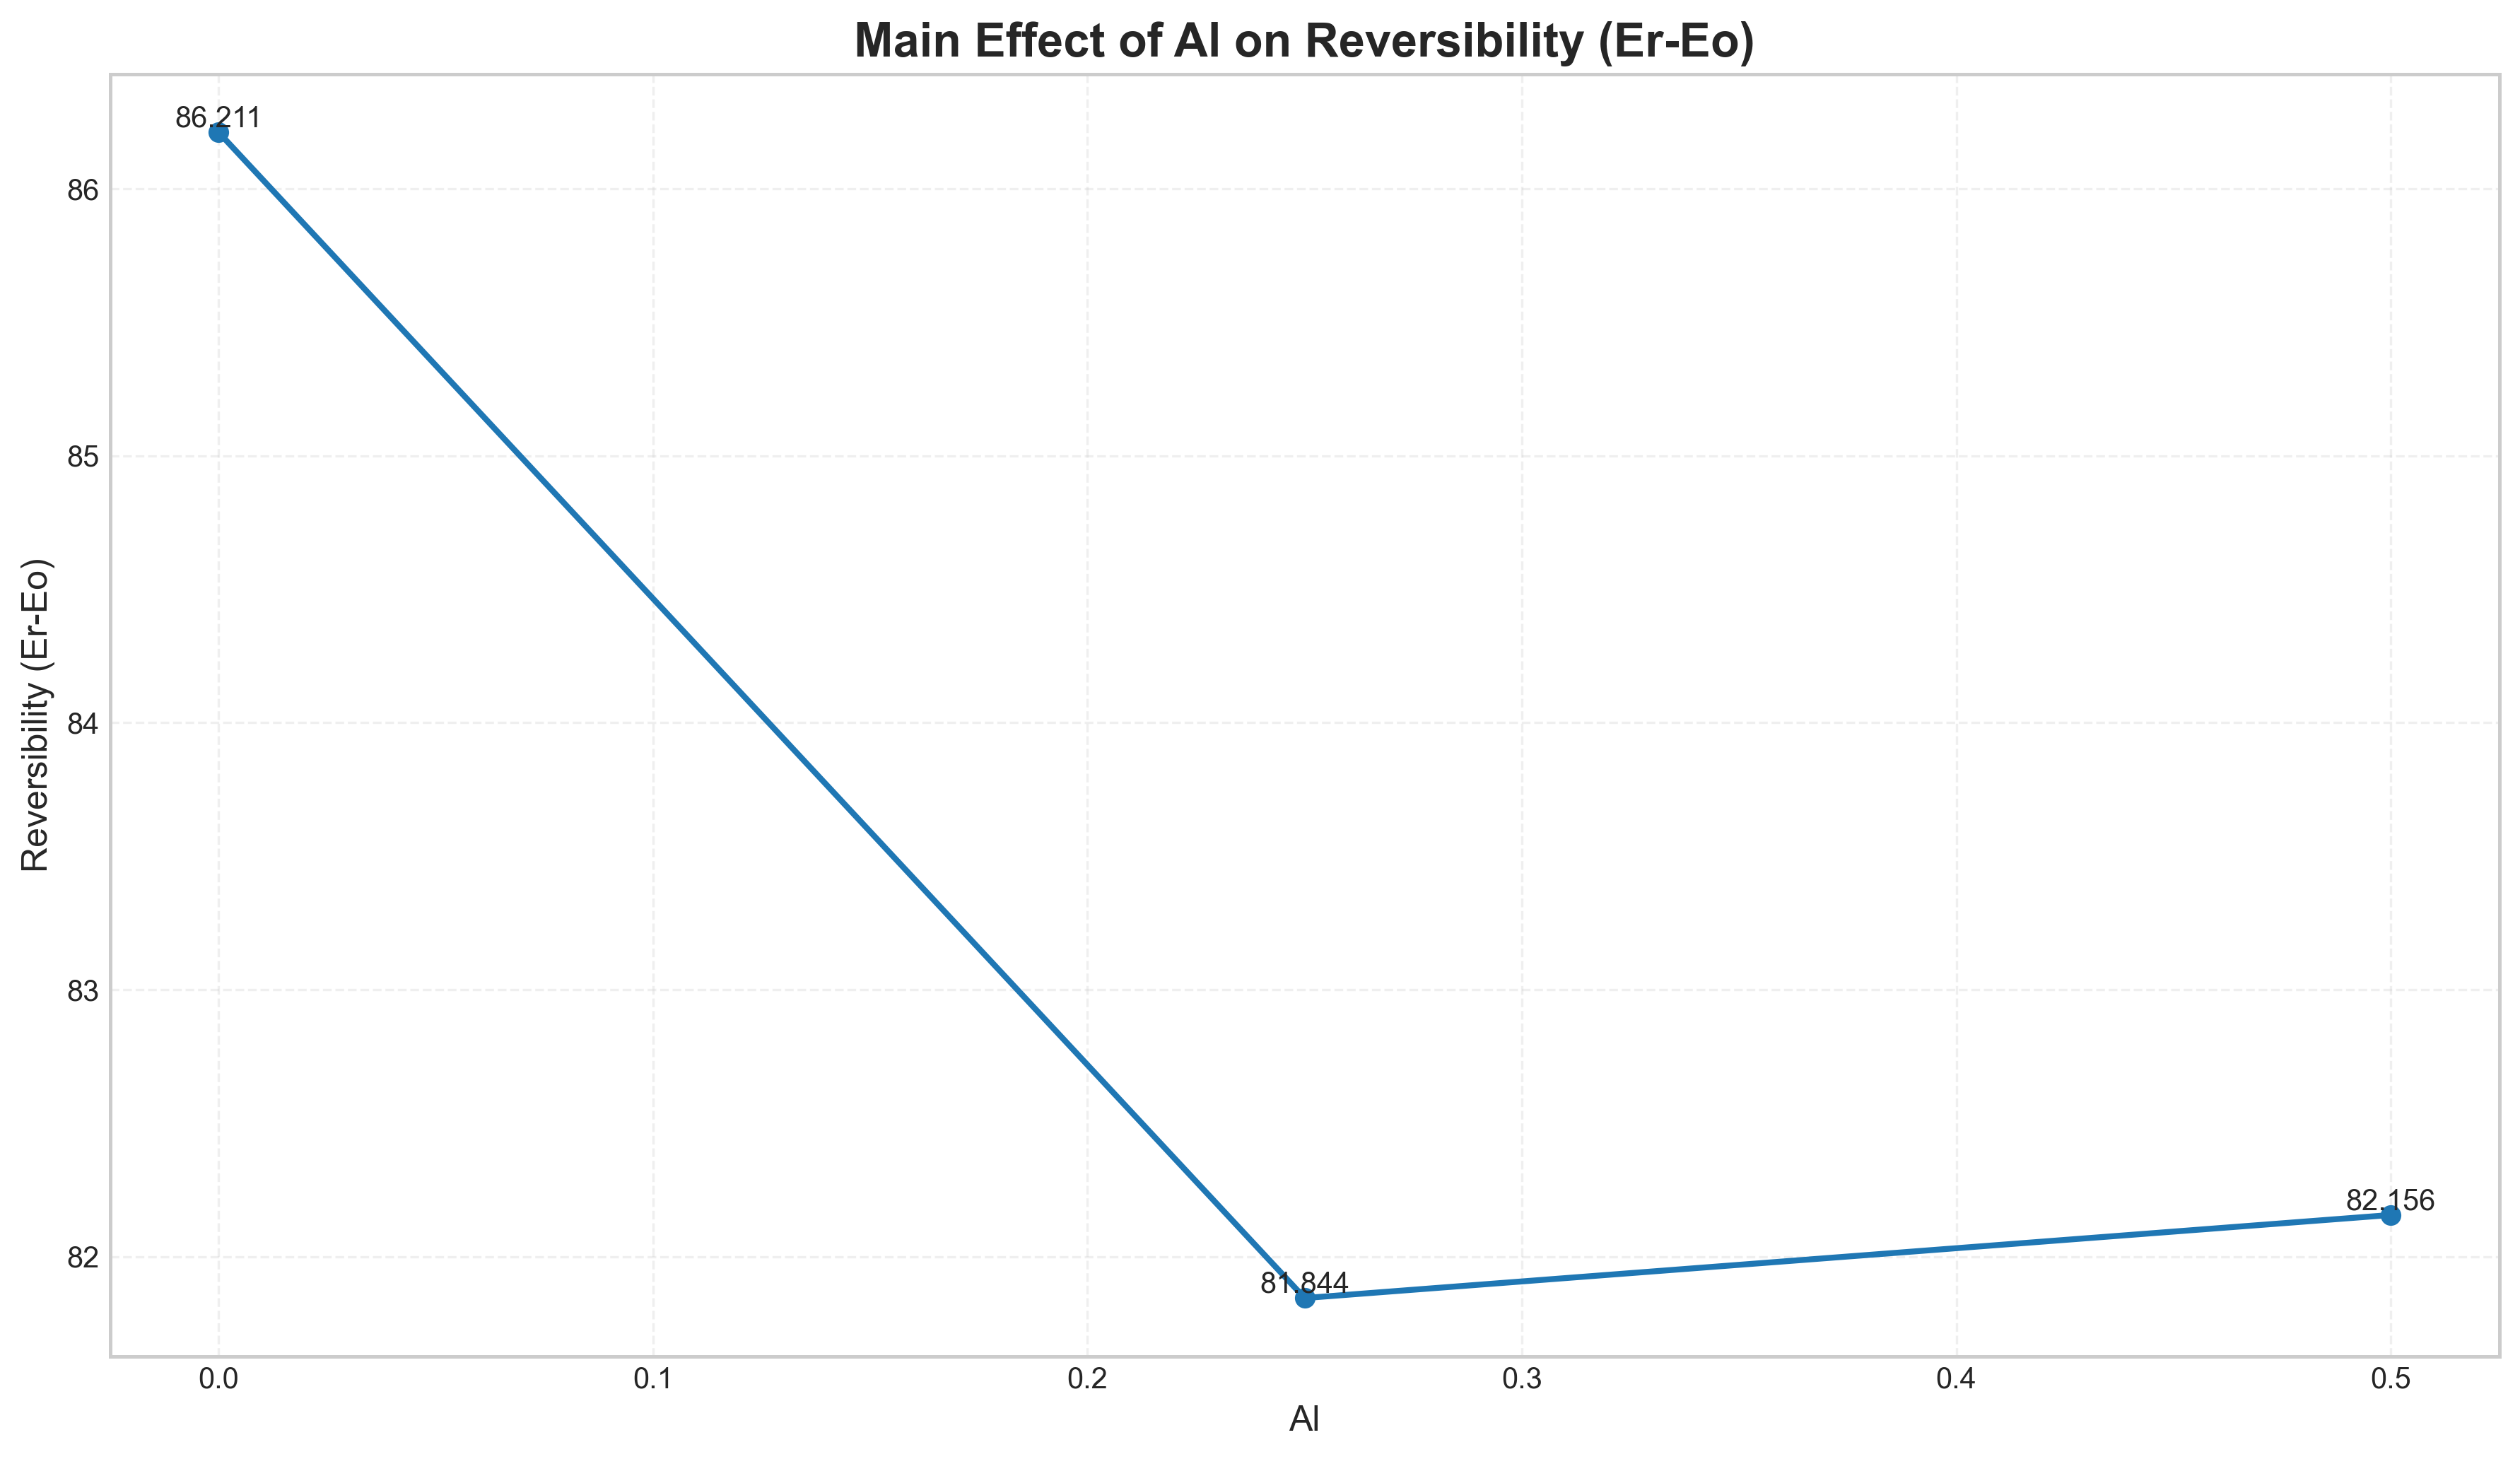 Main Effect of Al on Reversibility (Er-Eo)
86.211
86
85
84
83
82
Reversibility (Er-Eo)
81.844
82.156
0.0 0.1 0.2 0.3 0.4 0.5
Al